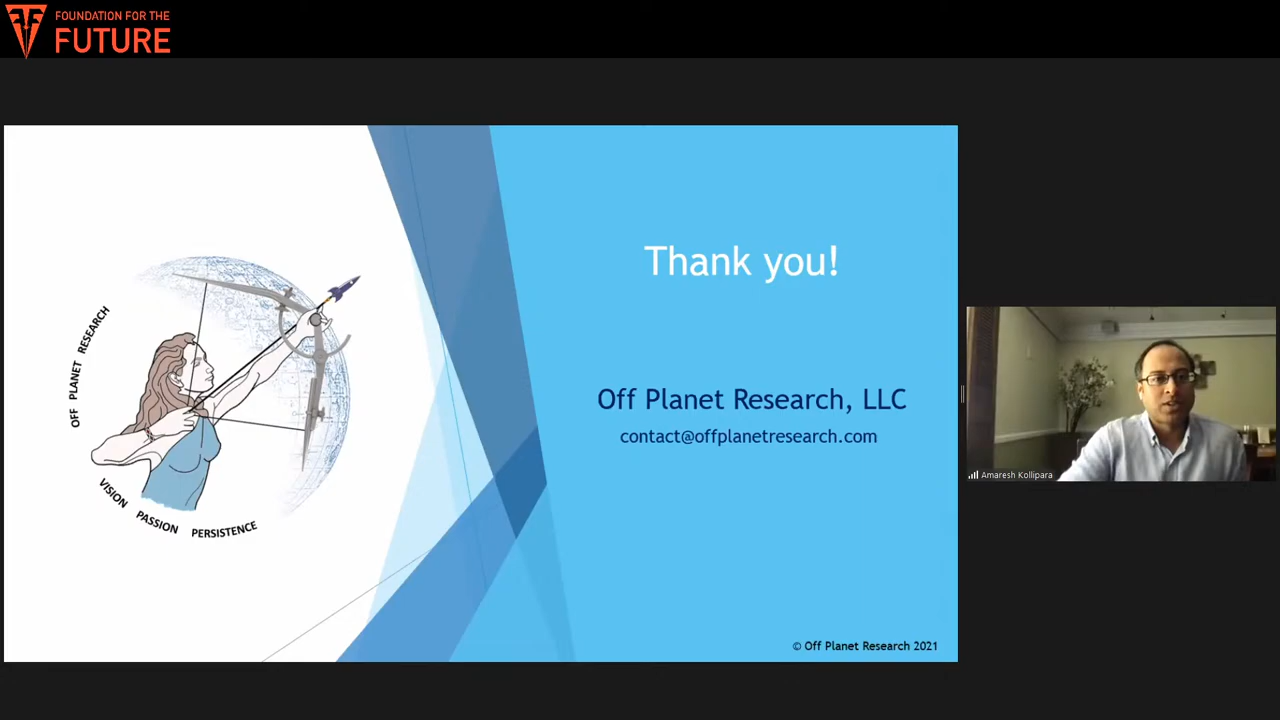 FOUNDATION FOR THE
FUTURE
OFF PLANET RESEARCH
VISION PASSION PERSISTENCE
Thank you!
Off Planet Research, LLC
contact@offplanetresearch.com
© Off Planet Research 2021
Amaresh Kollipara